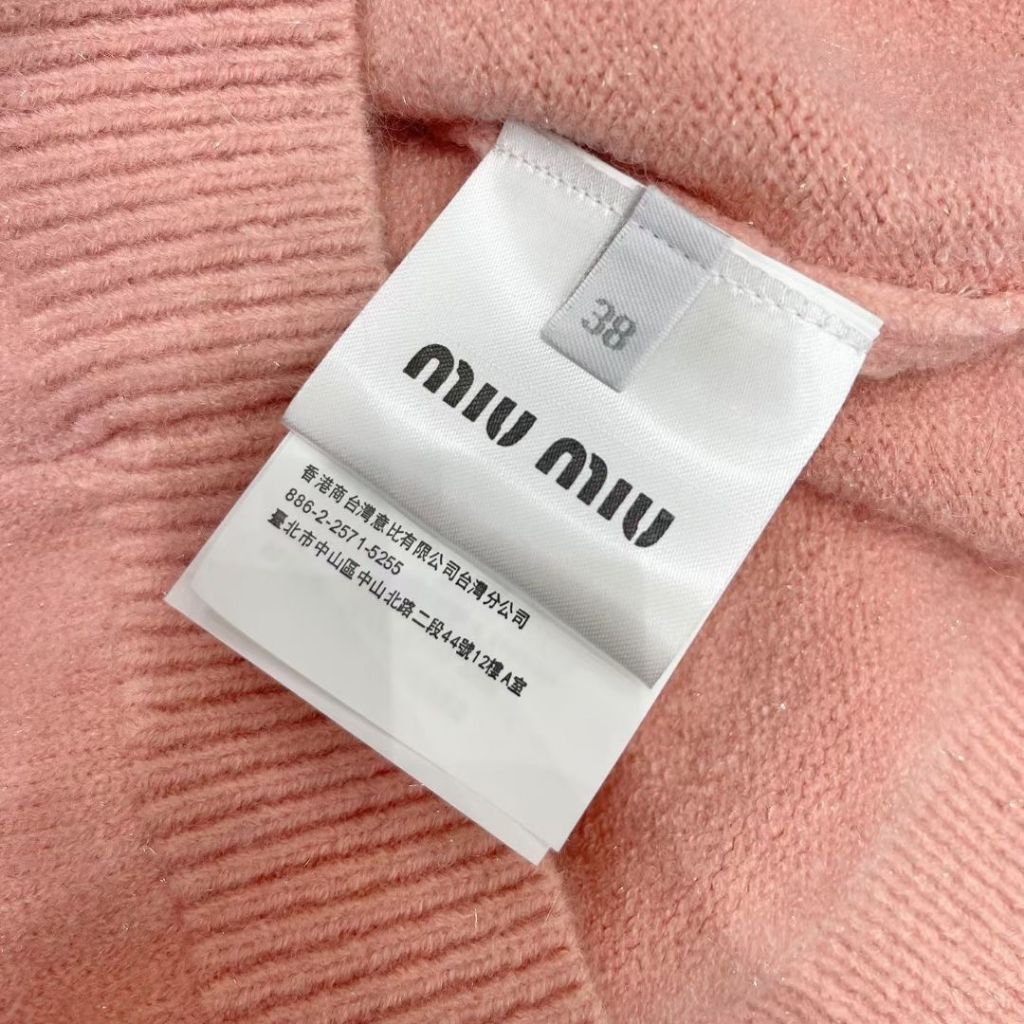 38
miu miu
香港商台灣意比有限公司台灣分公司
886-2-2571-5255
臺北市中山區中山北路二段44號12樓A室